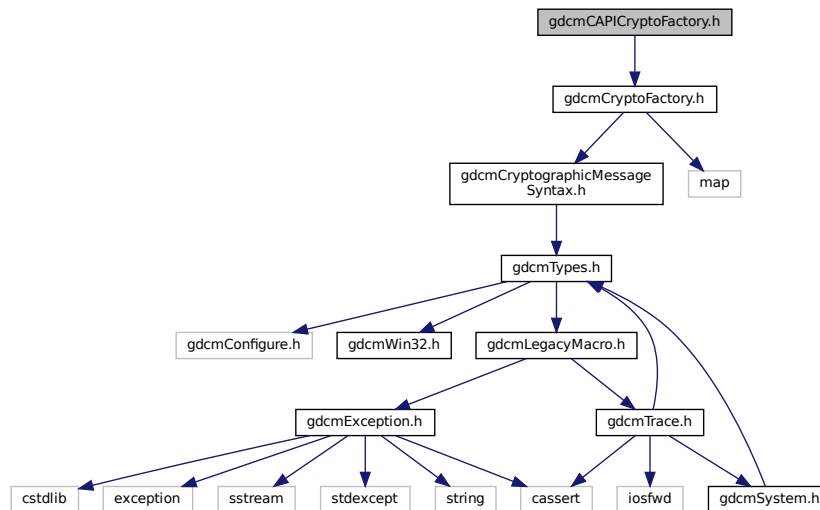 gdcmCAPICryptoFactory.h
gdcmCryptoFactory.h
gdcmCryptographicMessage
Syntax.h
map
gdcmTypes.h
gdcmConfigure.h
gdcmWin32.h
gdcmLegacyMacro.h
gdcmException.h
gdcmTrace.h
cstdlib
exception
sstream
stdexcept
string
cassert
iosfwd
gdcmSystem.h